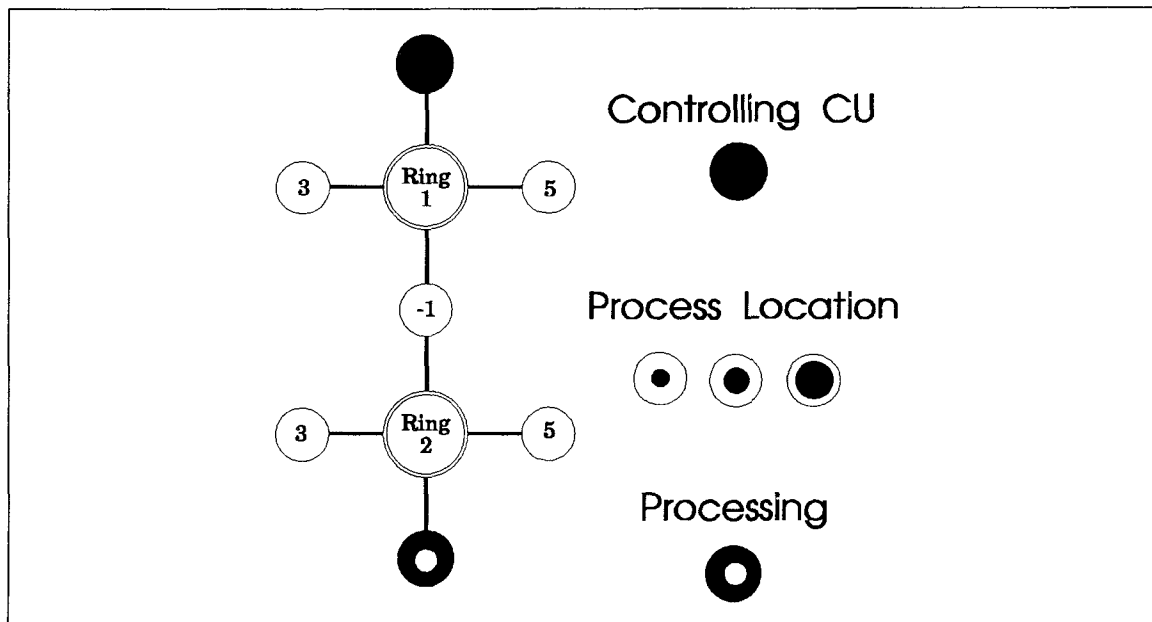 Controlling CU
Ring
1
3
5
-1
Process Location
Ring
2
3
5
Processing